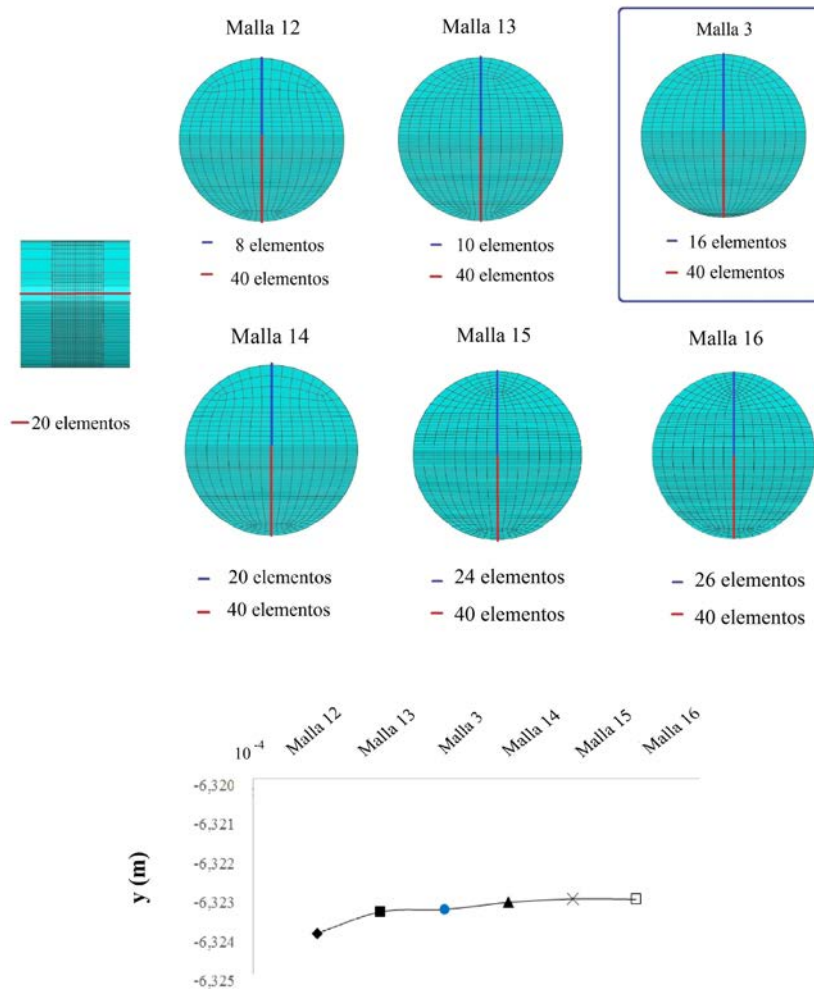 Malla 12
Malla 13
Malla 3
8 elementos
40 elementos
10 elementos
40 elementos
16 elementos
40 elementos
20 elementos
Malla 14
Malla 15
Malla 16
20 elementos
40 elementos
24 elementos
40 elementos
26 elementos
40 elementos
Malla 12
Malla 13
Malla 3
Malla 14
Malla 15
Malla 16
10-4
-6,320
-6,321
-6,322
-6,323
-6,324
-6,325
y (m)